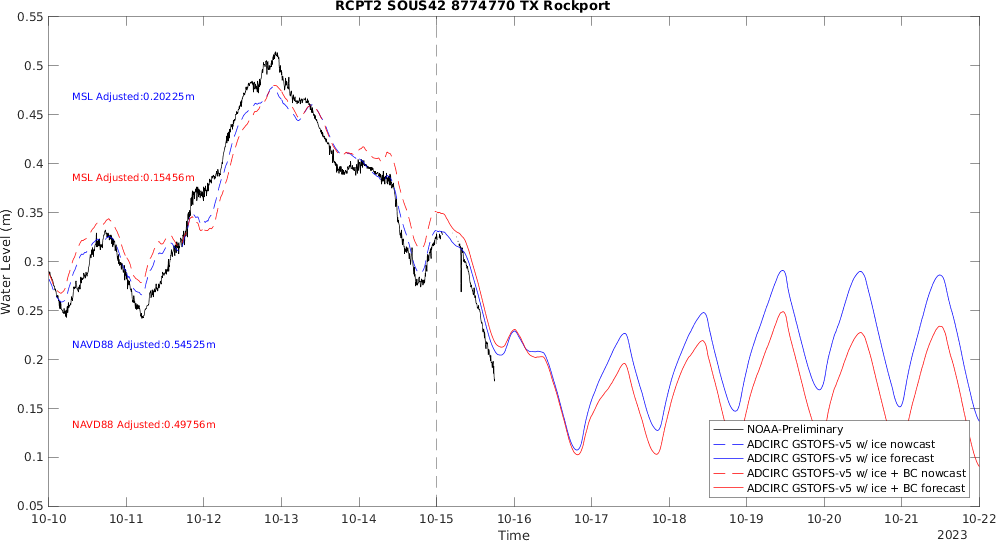 RCPT2 SOUS42 8774770 TX Rockport
Water Level (m)
0.55
0.5
0.45
0.4
0.35
0.3
0.25
0.2
0.15
0.1
0.05
MSL Adjusted:0.20225m
MSL Adjusted:0.15456m
NAVD88 Adjusted:0.54525m
NAVD88 Adjusted:0.49756m
NOAA-Preliminary
ADCIRC GSTOFS-v5 w/ ice nowcast
ADCIRC GSTOFS-v5 w/ ice forecast
ADCIRC GSTOFS-v5 w/ ice + BC nowcast
ADCIRC GSTOFS-v5 w/ ice + BC forecast
10-10 10-11 10-12 10-13 10-14 10-15 10-16 10-17 10-18 10-19 10-20 10-21 10-22
Time
2023